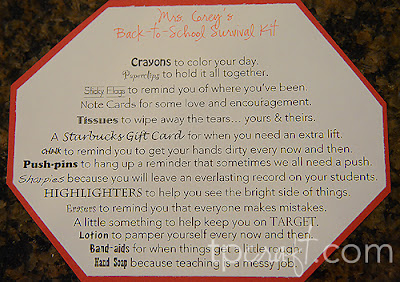 Mrs. Corey's
Back-to-School Survival Kit
Crayons to color your day.
Paperclips to hold it all together.
Sticky Flags to remind you of where you've been.
Note Cards for some love and encouragement.
Tissues to wipe away the tears... yours & theirs.
A Starbucks Gift Card for when you need an extra lift.
Chalk to remind you to get your hands dirty every now and then.
Push-pins to hang up a reminder that sometimes we all need a push.
Sharpies because you will leave an everlasting record on your students.
HIGHLIGHTERS to help you see the bright side of things.
Erasers to remind you that everyone makes mistakes.
A little something to help keep you on TARGET.
Lotion to pamper yourself every now and then.
Band-aids for when things get a little rough.
Hand Soap because teaching is a messy job.